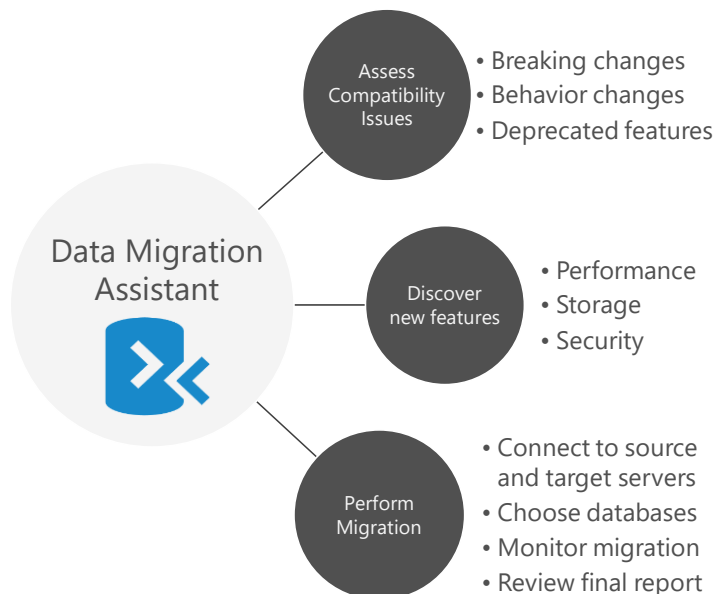 Data Migration
Assistant
Assess
Compatibility
Issues
• Breaking changes
• Behavior changes
• Deprecated features
Discover
new features
• Performance
• Storage
• Security
Perform
Migration
• Connect to source
and target servers
• Choose databases
• Monitor migration
• Review final report